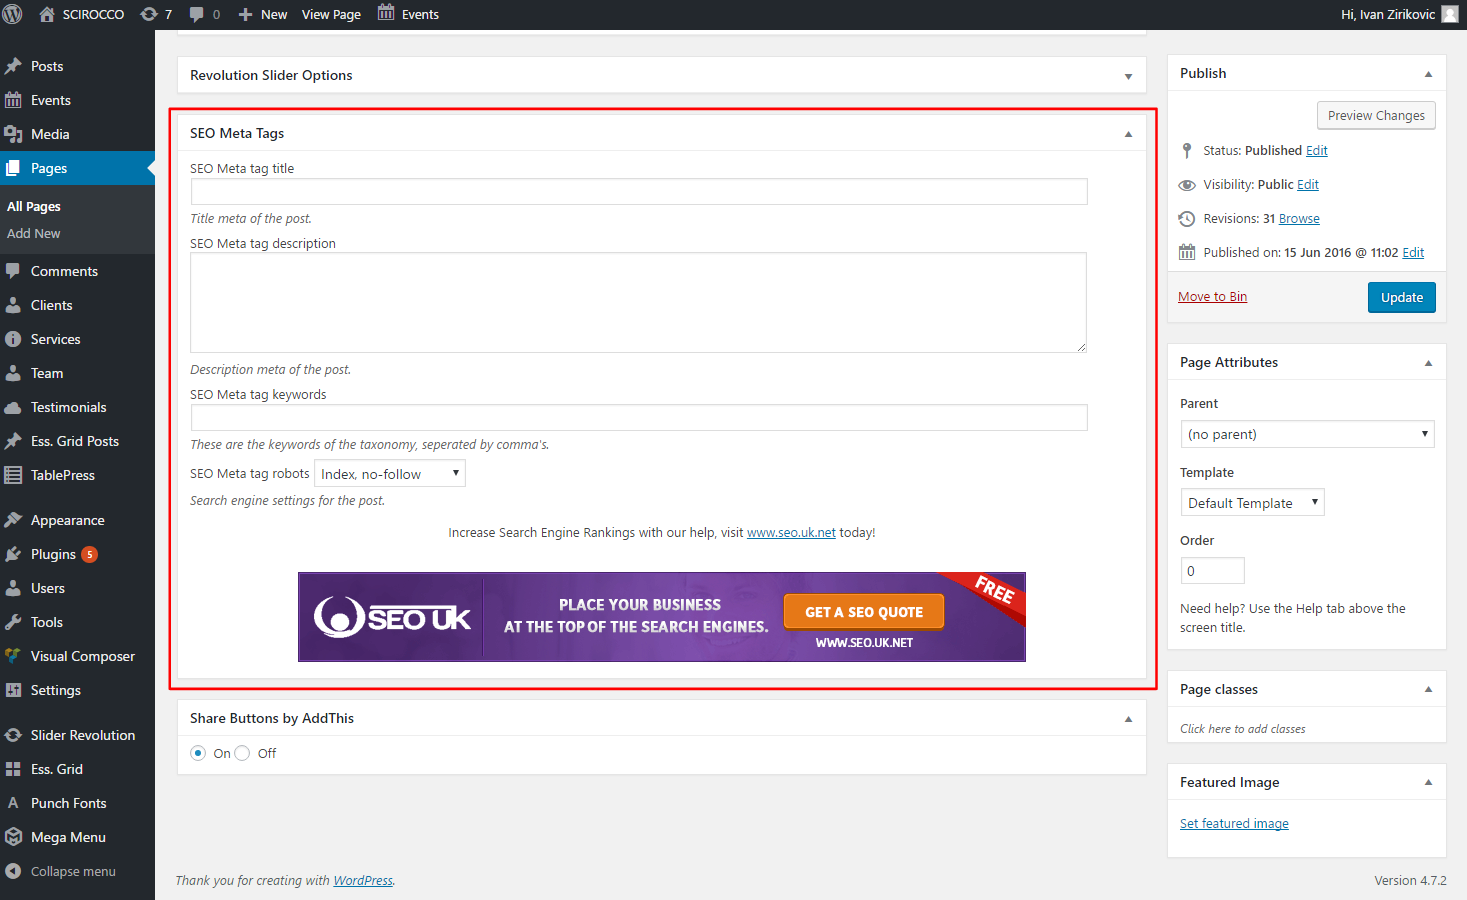 SCIROCCO 7 0 New View Page Events Hi, Ivan Zirikovic
Posts
Events
Media
Pages
All Pages
Add New
Comments
Clients
Services
Team
Testimonials
Ess. Grid Posts
TablePress
Appearance
Plugins 5
Users
Tools
Visual Composer
Settings
Slider Revolution
Ess. Grid
Punch Fonts
Mega Menu
Collapse menu
Revolution Slider Options
SEO Meta Tags
SEO Meta tag title
Title meta of the post.
SEO Meta tag description
Description meta of the post.
SEO Meta tag keywords
These are the keywords of the taxonomy, seperated by comma's.
SEO Meta tag robots Index, no-follow
Search engine settings for the post.
Increase Search Engine Rankings with our help, visit www.seo.uk.net today!
SEO UK
PLACE YOUR BUSINESS
AT THE TOP OF THE SEARCH ENGINES.
GET A SEO QUOTE
WWW.SEO.UK.NET
FREE
Share Buttons by AddThis
On Off
Thank you for creating with WordPress.
Publish
Preview Changes
Status: Published Edit
Visibility: Public Edit
Revisions: 31 Browse
Published on: 15 Jun 2016 @ 11:02 Edit
Move to Bin Update
Page Attributes
Parent
(no parent)
Template
Default Template
Order
0
Need help? Use the Help tab above the
screen title.
Page classes
Click here to add classes
Featured Image
Set featured image
Version 4.7.2